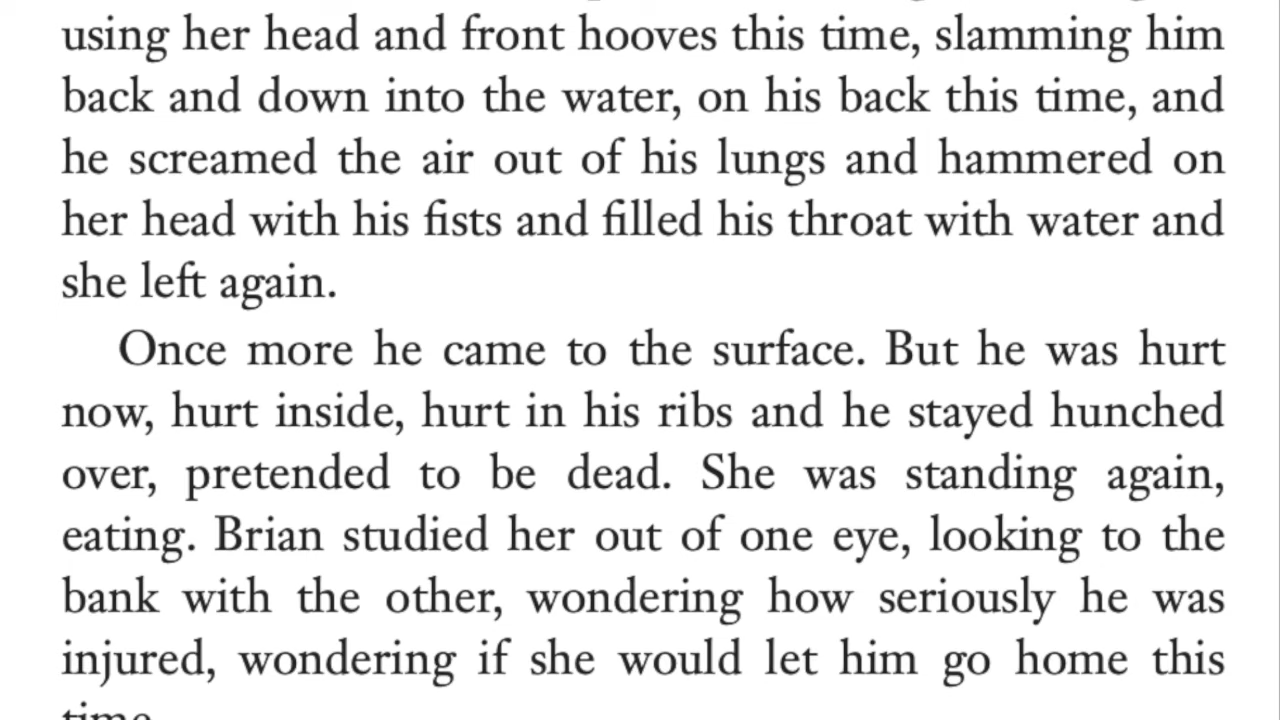 using her head and front hooves this time, slamming him
back and down into the water, on his back this time, and
he screamed the air out of his lungs and hammered on
her head with his fists and filled his throat with water and
she left again.
Once more he came to the surface. But he was hurt
now, hurt inside, hurt in his ribs and he stayed hunched
over, pretended to be dead. She was standing again,
eating. Brian studied her out of one eye, looking to the
bank with the other, wondering how seriously he was
injured, wondering if she would let him go home this
time.